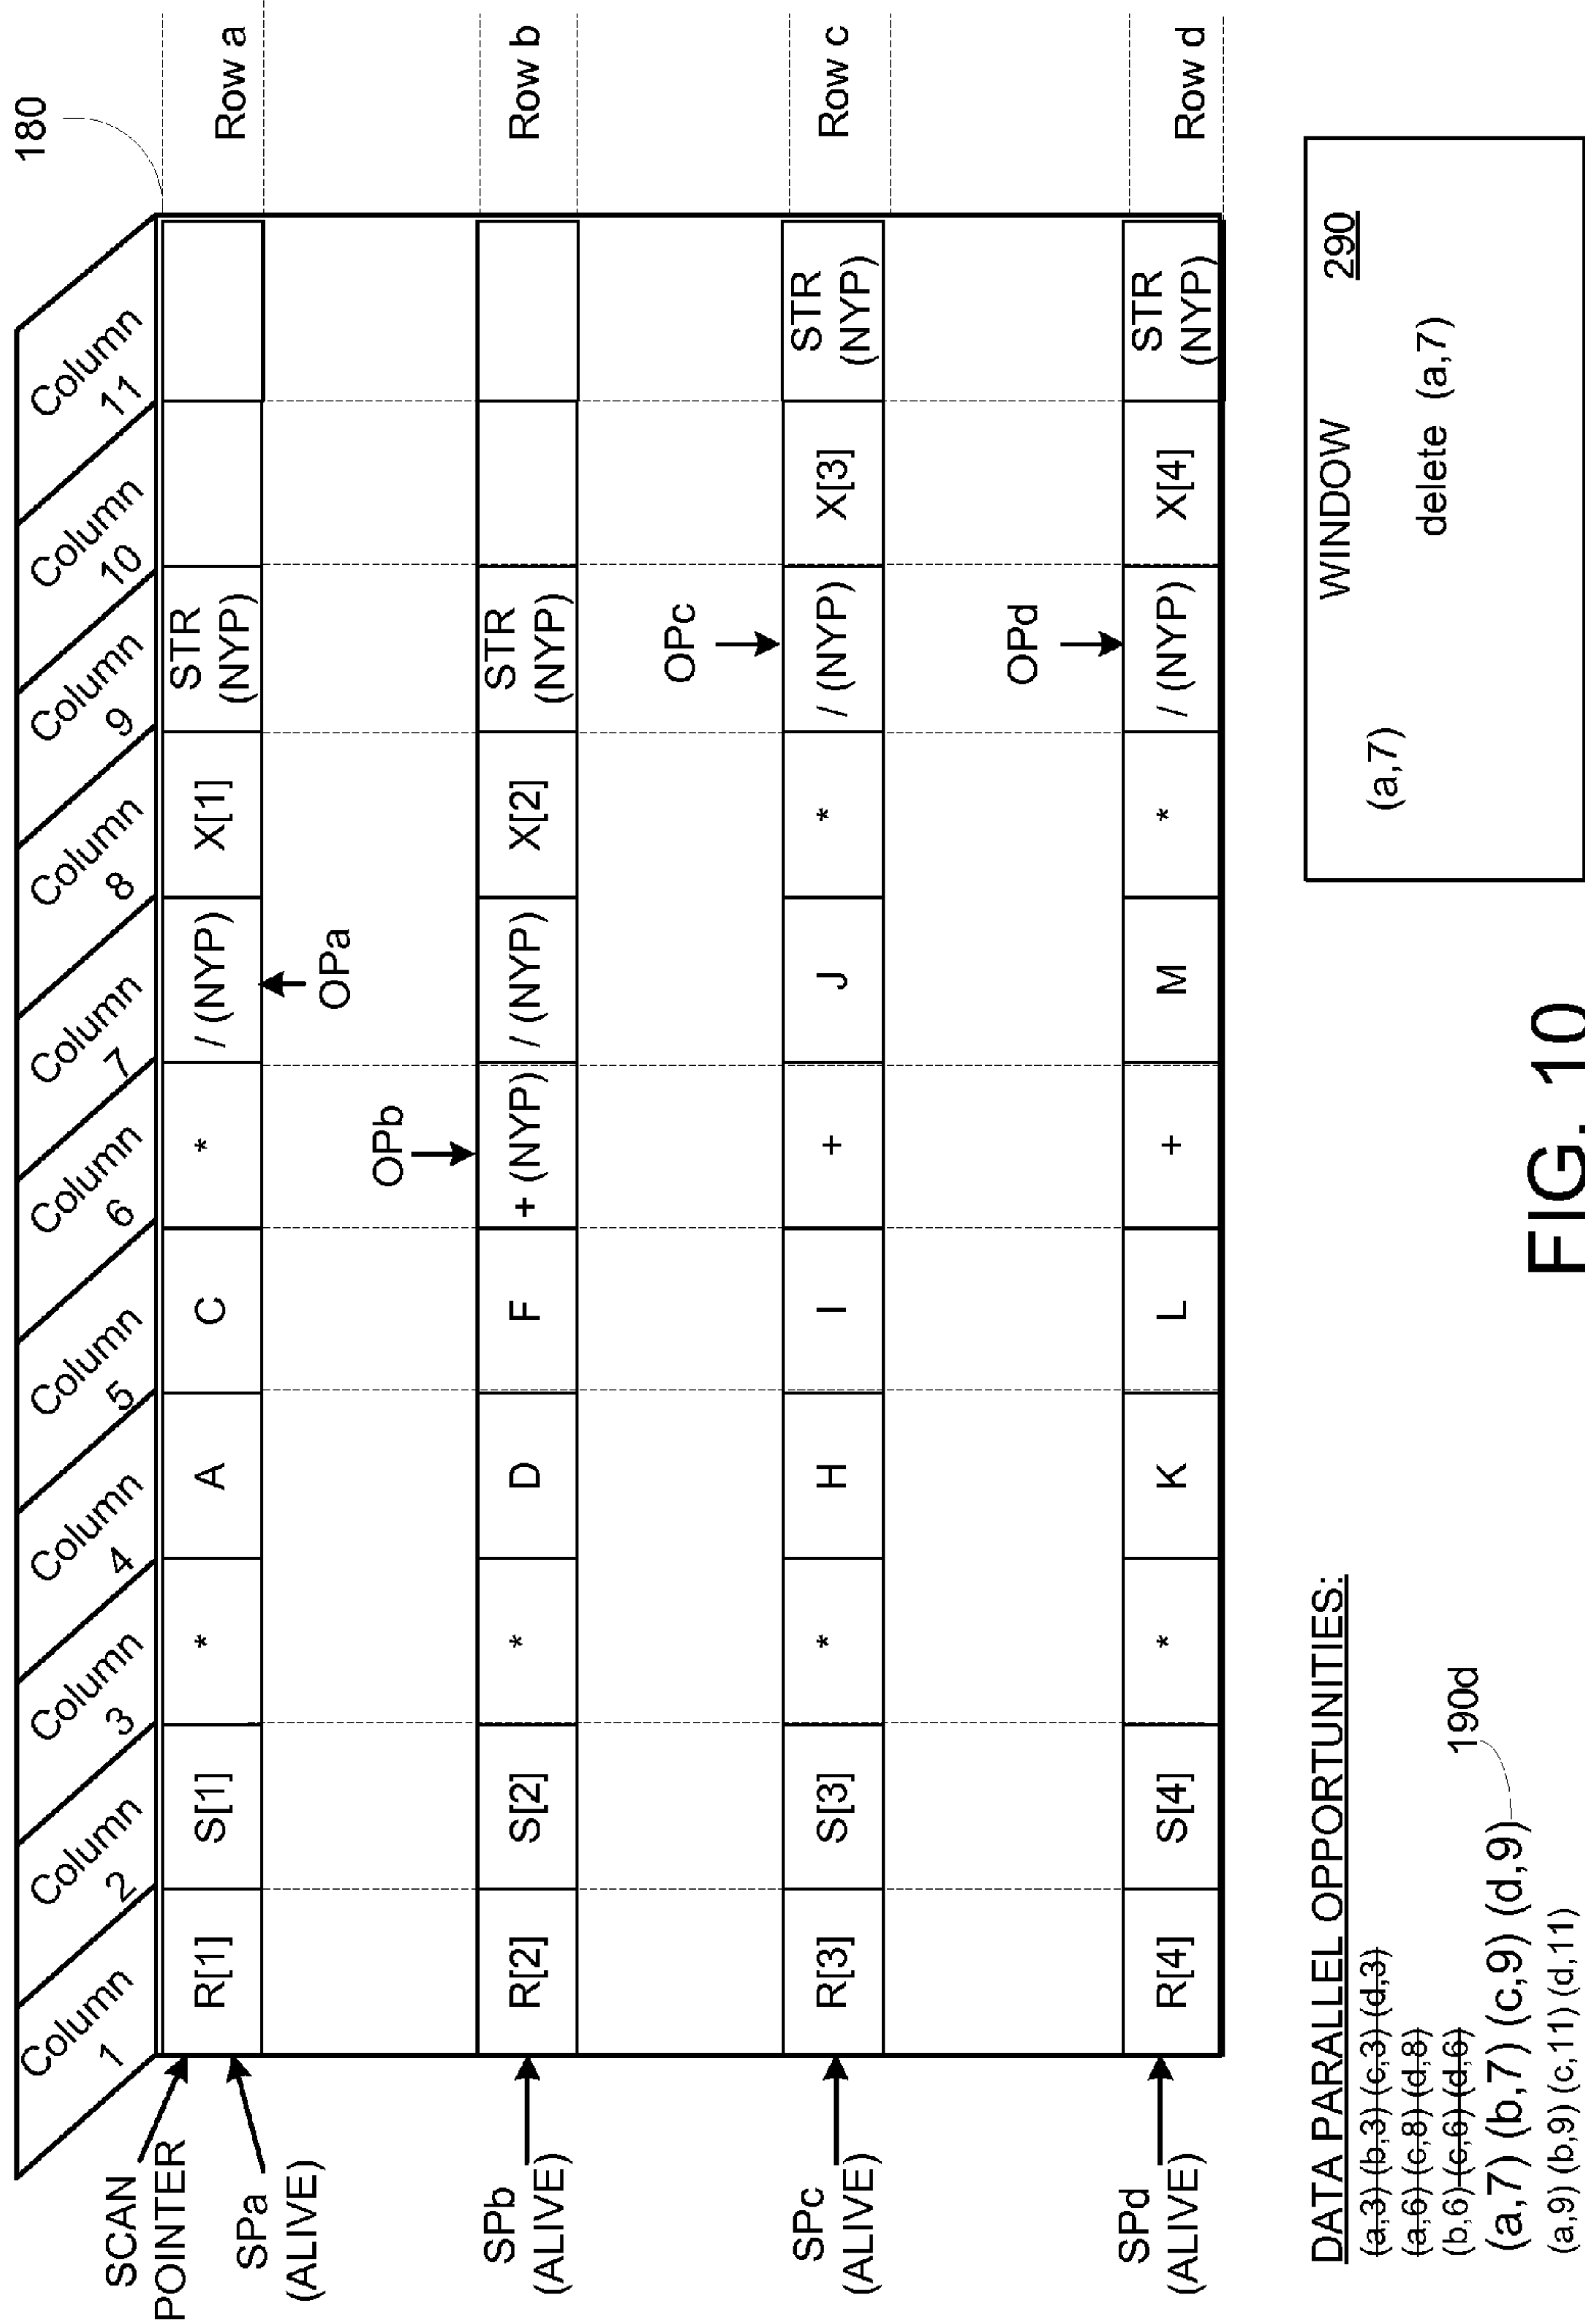 180
Column 1
Column 2
Column 3
Column 4
Column 5
Column 6
Column 7
Column 8
Column 9
Column 10
Column 11
SCAN POINTER
SPa (ALIVE)
R[1] S[1] * A C * / (NYP) X[1] STR (NYP)
Row a
OPa
OPb
SPb (ALIVE)
R[2] S[2] * D F + (NYP) / (NYP) X[2] STR (NYP)
Row b
OPc
SPc (ALIVE)
R[3] S[3] * H I + J * / (NYP) X[3] STR (NYP)
Row c
OPd
SPd (ALIVE)
R[4] S[4] * K L + M * / (NYP) X[4] STR (NYP)
Row d
DATA PARALLEL OPPORTUNITIES:
(a,3) (b,3) (c,3) (d,3)
(a,6) (c,8) (d,8)
(b,6) (c,6) (d,6)
190d
(a,7) (b,7) (c,9) (d,9)
(a,9) (b,9) (c,11) (d,11)
WINDOW 290
(a,7)
delete (a,7)
FIG. 10